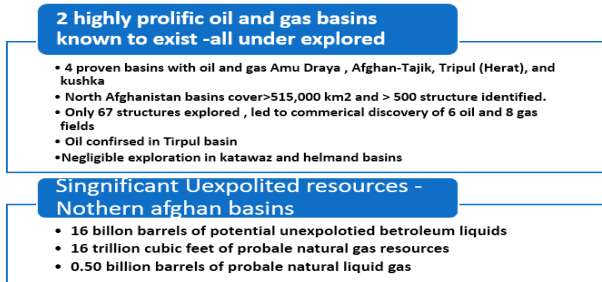 2 highly prolific oil and gas basins
known to exist -all under explored
• 4 proven basins with oil and gas Amu Draya , Afghan-Tajik, Tripul (Herat), and
kushka
• North Afghanistan basins cover>515,000 km2 and > 500 structure identified.
• Only 67 structures explored , led to commerical discovery of 6 oil and 8 gas
fields
• Oil confirsed in Tirpul basin
•Negligible exploration in katawaz and helmand basins
Singnificant Uexpolited resources -
Nothern afghan basins
• 16 billon barrels of potential unexpolotied betroleum liquids
• 16 trillion cubic feet of probale natural gas resources
• 0.50 billion barrels of probale natural liquid gas